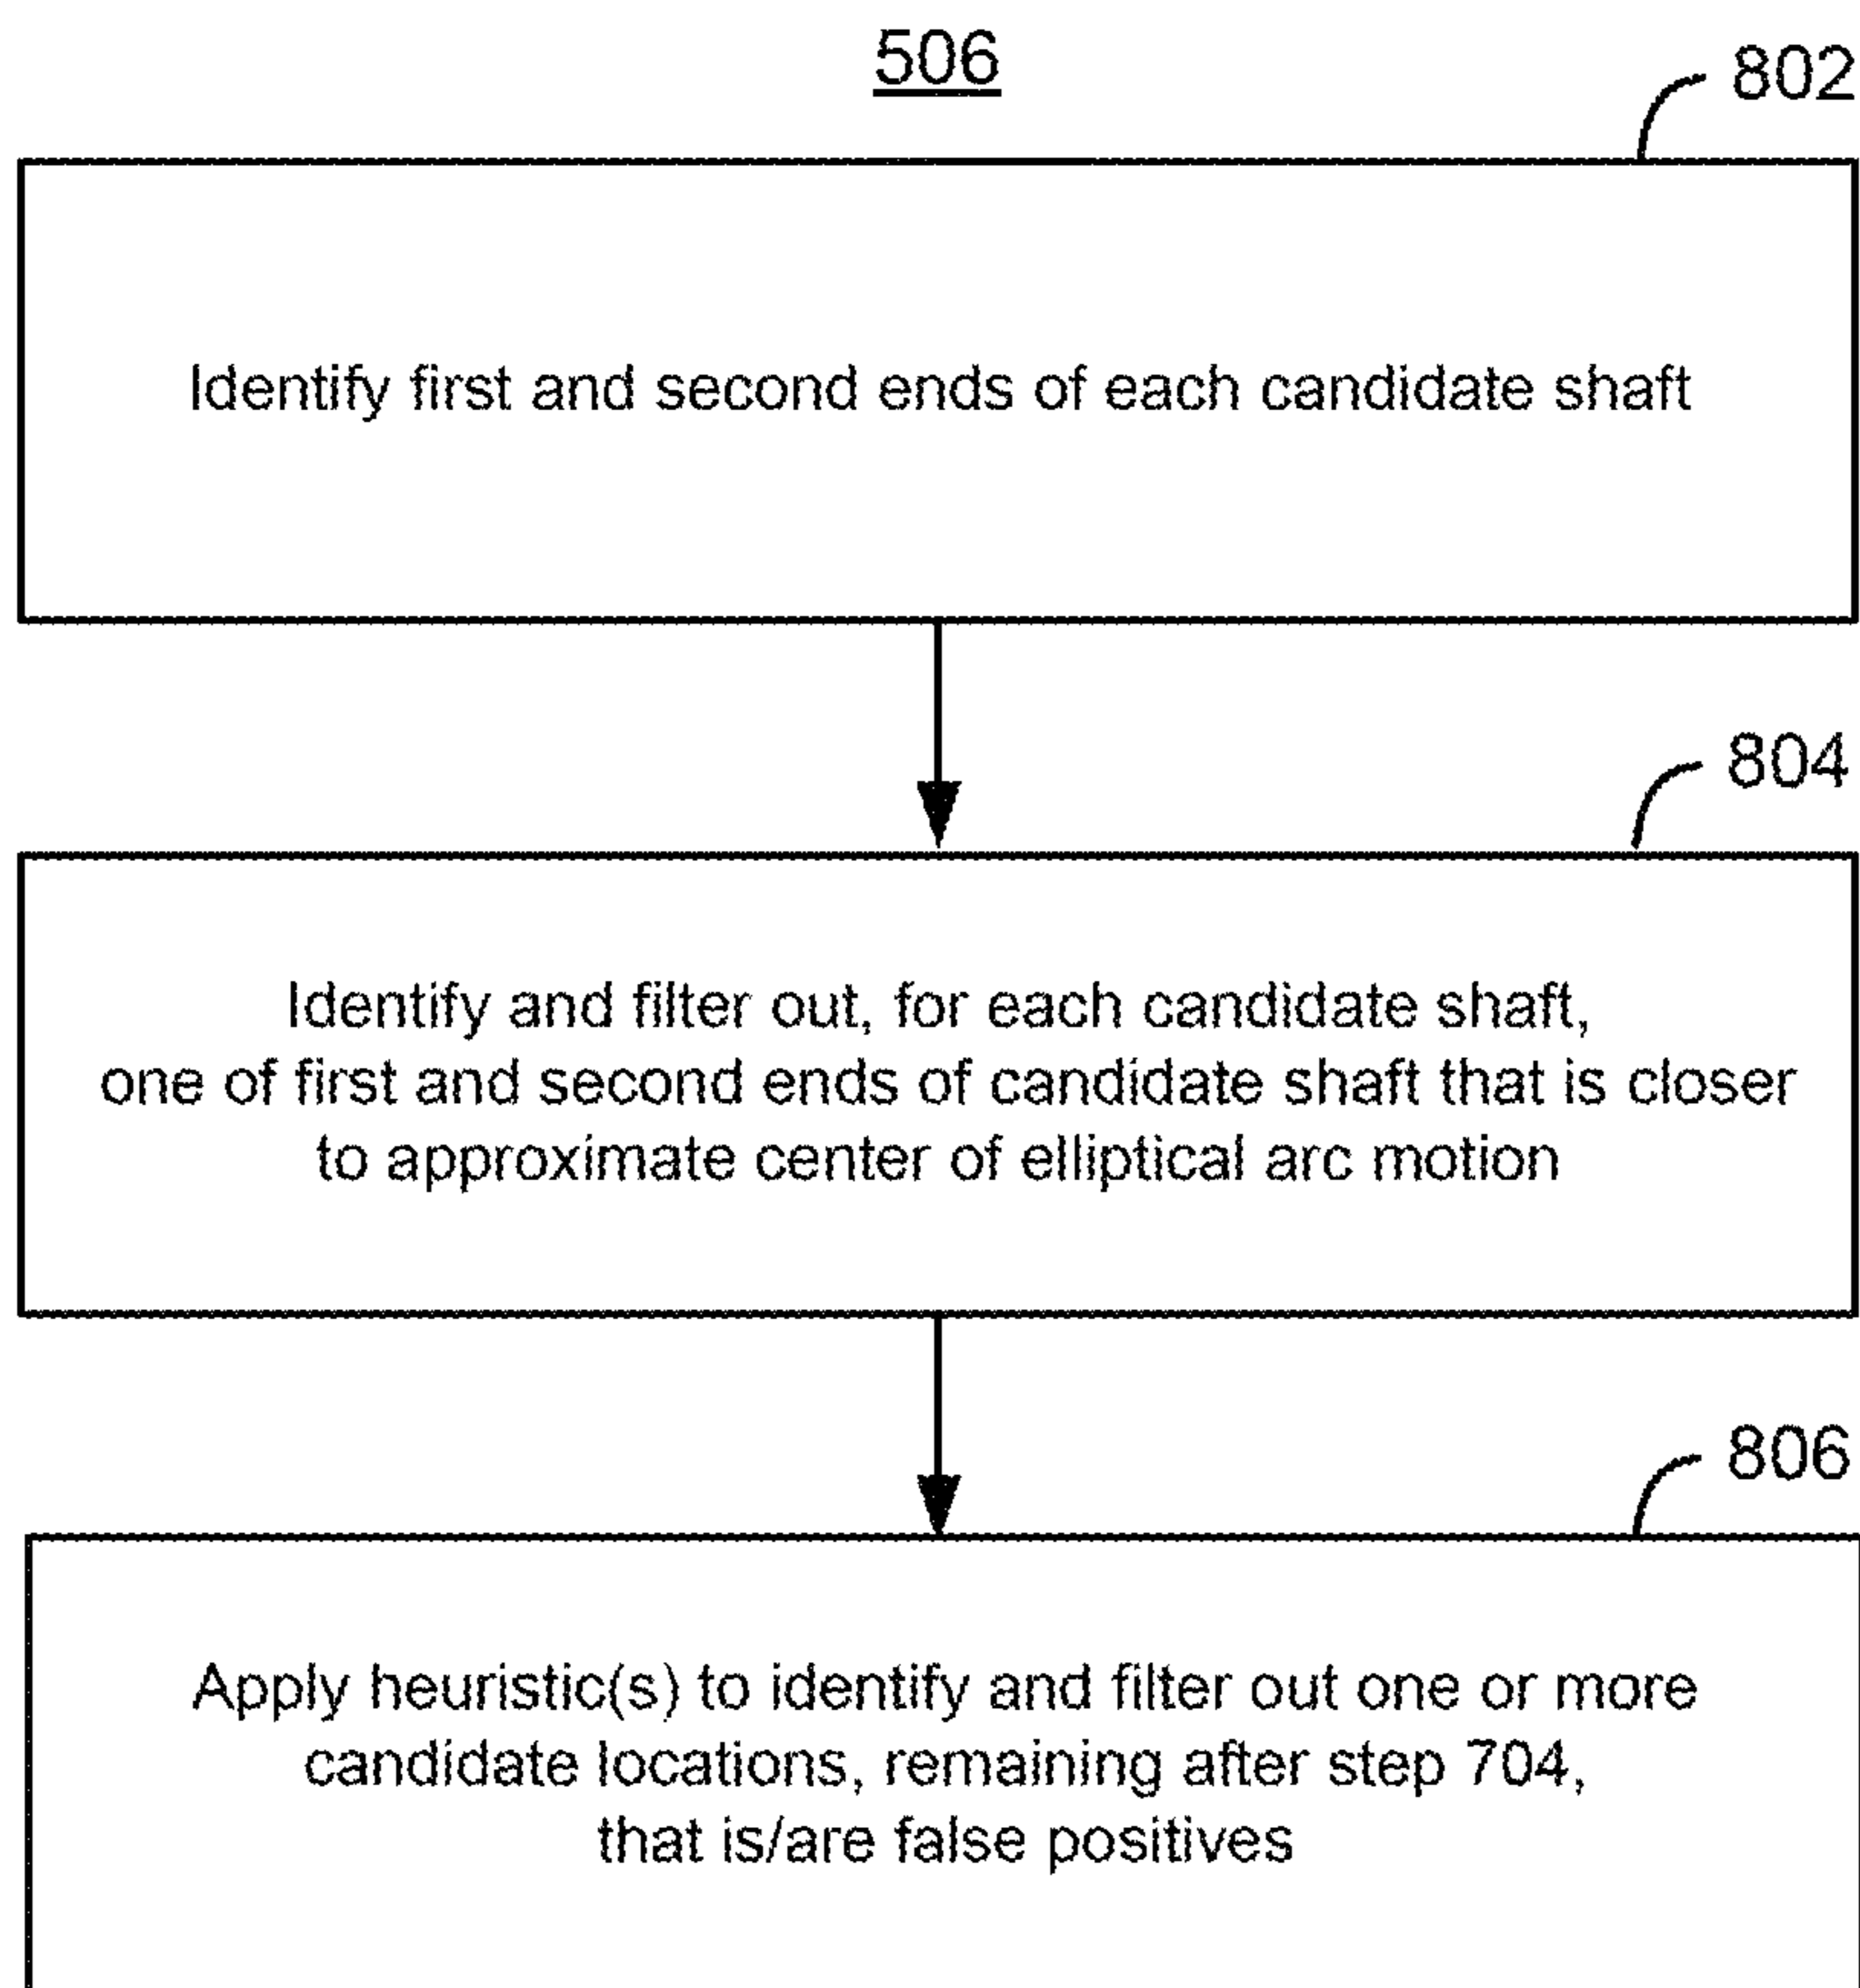 506
802
Identify first and second ends of each candidate shaft
804
Identify and filter out, for each candidate shaft,
one of first and second ends of candidate shaft that is closer
to approximate center of elliptical arc motion
806
Apply heuristic(s) to identify and filter out one or more
candidate locations, remaining after step 704,
that is/are false positives